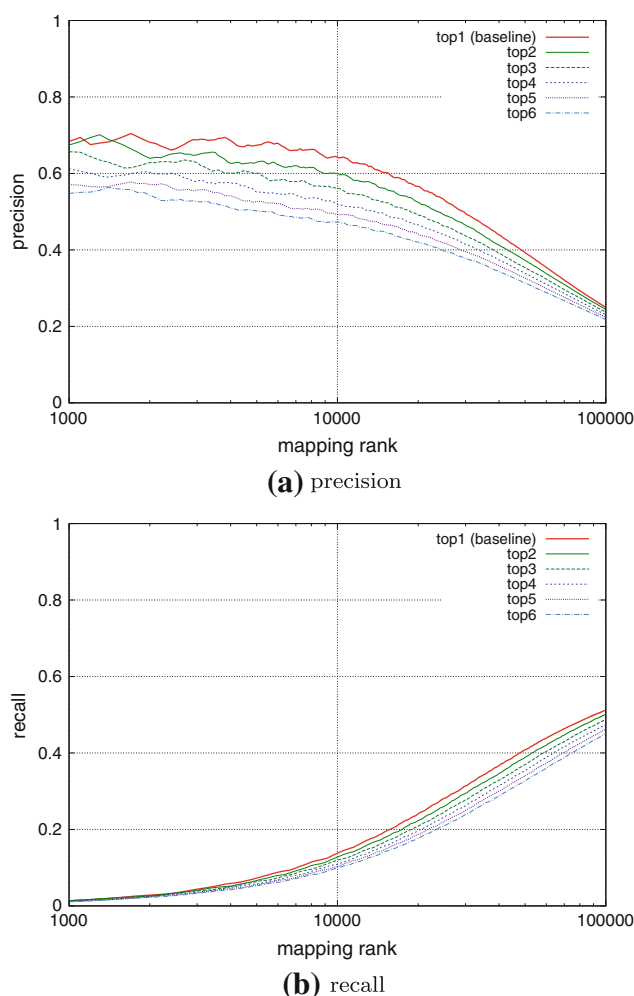 1
0.8
0.6
0.4
0.2
0
precision
top1 (baseline)
top2
top3
top4
top5
top6
1000 10000 100000
mapping rank
(a) precision
1
0.8
0.6
0.4
0.2
0
recall
top1 (baseline)
top2
top3
top4
top5
top6
1000 10000 100000
mapping rank
(b) recall